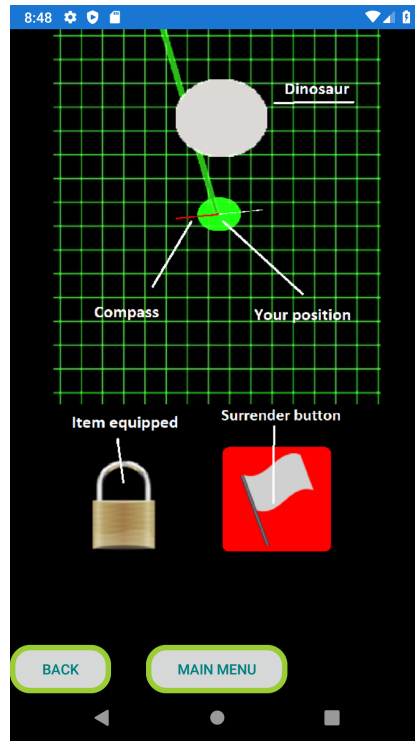 8:48
Dinosaur
Compass
Your position
Item equipped
Surrender button
BACK
MAIN MENU